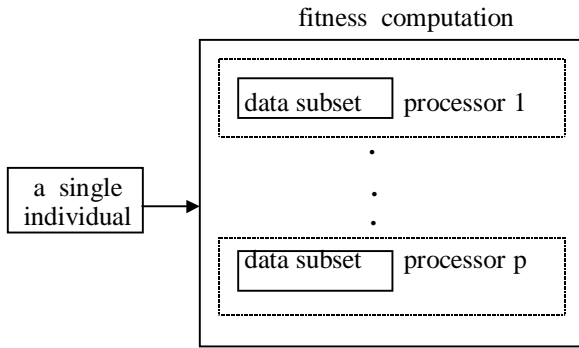 fitness computation
data subset processor 1
a single
individual
data subset processor p